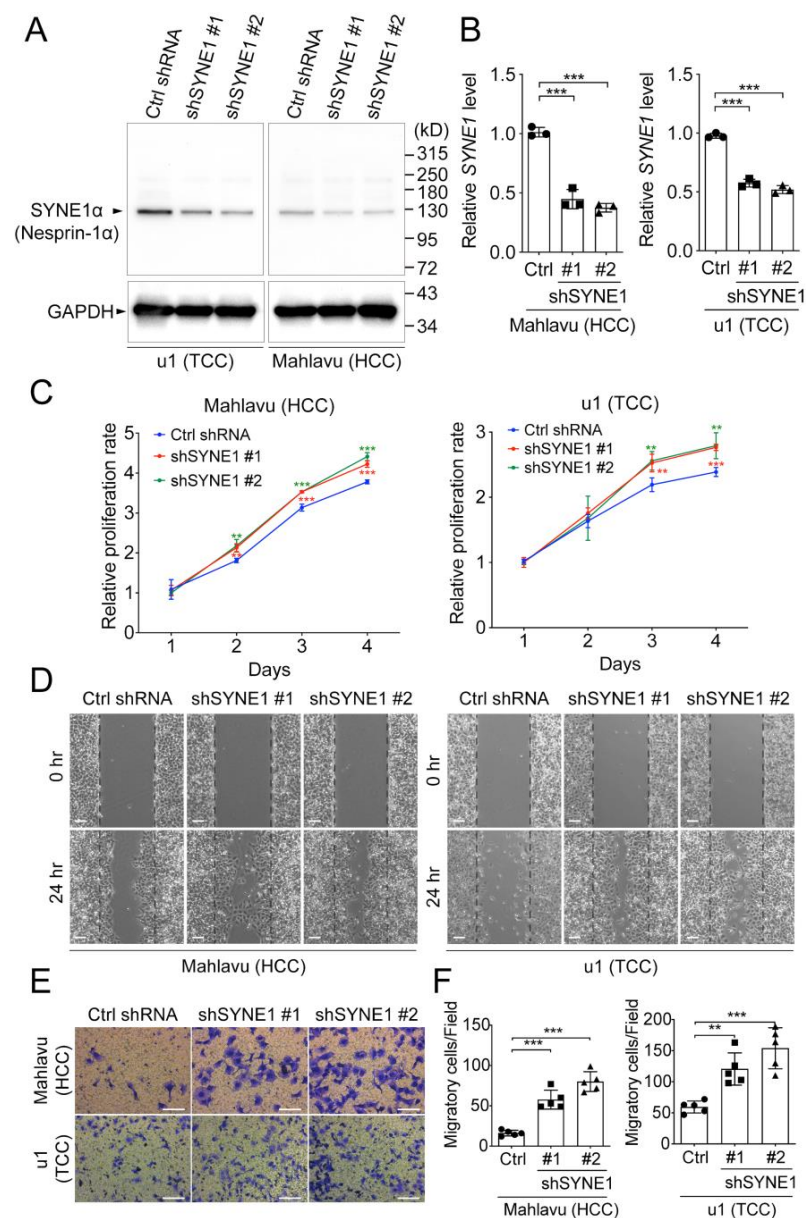 A
Ctrl shRNA
shSYNE1 #1
shSYNE1 #2
Ctrl shRNA
shSYNE1 #1
shSYNE1 #2
(kD)
315
250
180
130
95
72
43
34
SYNE1α
(Nesprin-1α)
GAPDH
u1 (TCC)
Mahlavu (HCC)
B
Relative SYNE1 level
1.5
1.0
0.5
0.0
***
***
Ctrl
#1
#2
shSYNE1
Mahlavu (HCC)
Relative SYNE1 level
1.5
1.0
0.5
0.0
***
***
Ctrl
#1
#2
shSYNE1
u1 (TCC)
C
Mahlavu (HCC)
Relative proliferation rate
5
4
3
2
1
0
Ctrl shRNA
shSYNE1 #1
shSYNE1 #2
**
**
***
***
***
***
1
2
3
4
Days
u1 (TCC)
Relative proliferation rate
3
2
1
0
Ctrl shRNA
shSYNE1 #1
shSYNE1 #2
**
***
**
***
1
2
3
4
Days
D
Ctrl shRNA
shSYNE1 #1
shSYNE1 #2
0 hr
24 hr
Mahlavu (HCC)
Ctrl shRNA
shSYNE1 #1
shSYNE1 #2
0 hr
24 hr
u1 (TCC)
E
Ctrl shRNA
shSYNE1 #1
shSYNE1 #2
Mahlavu
(HCC)
u1
(TCC)
F
Migratory cells/Field
150
100
50
0
***
***
Ctrl
#1
#2
shSYNE1
Mahlavu (HCC)
Migratory cells/Field
200
150
100
50
0
**
***
Ctrl
#1
#2
shSYNE1
u1 (TCC)